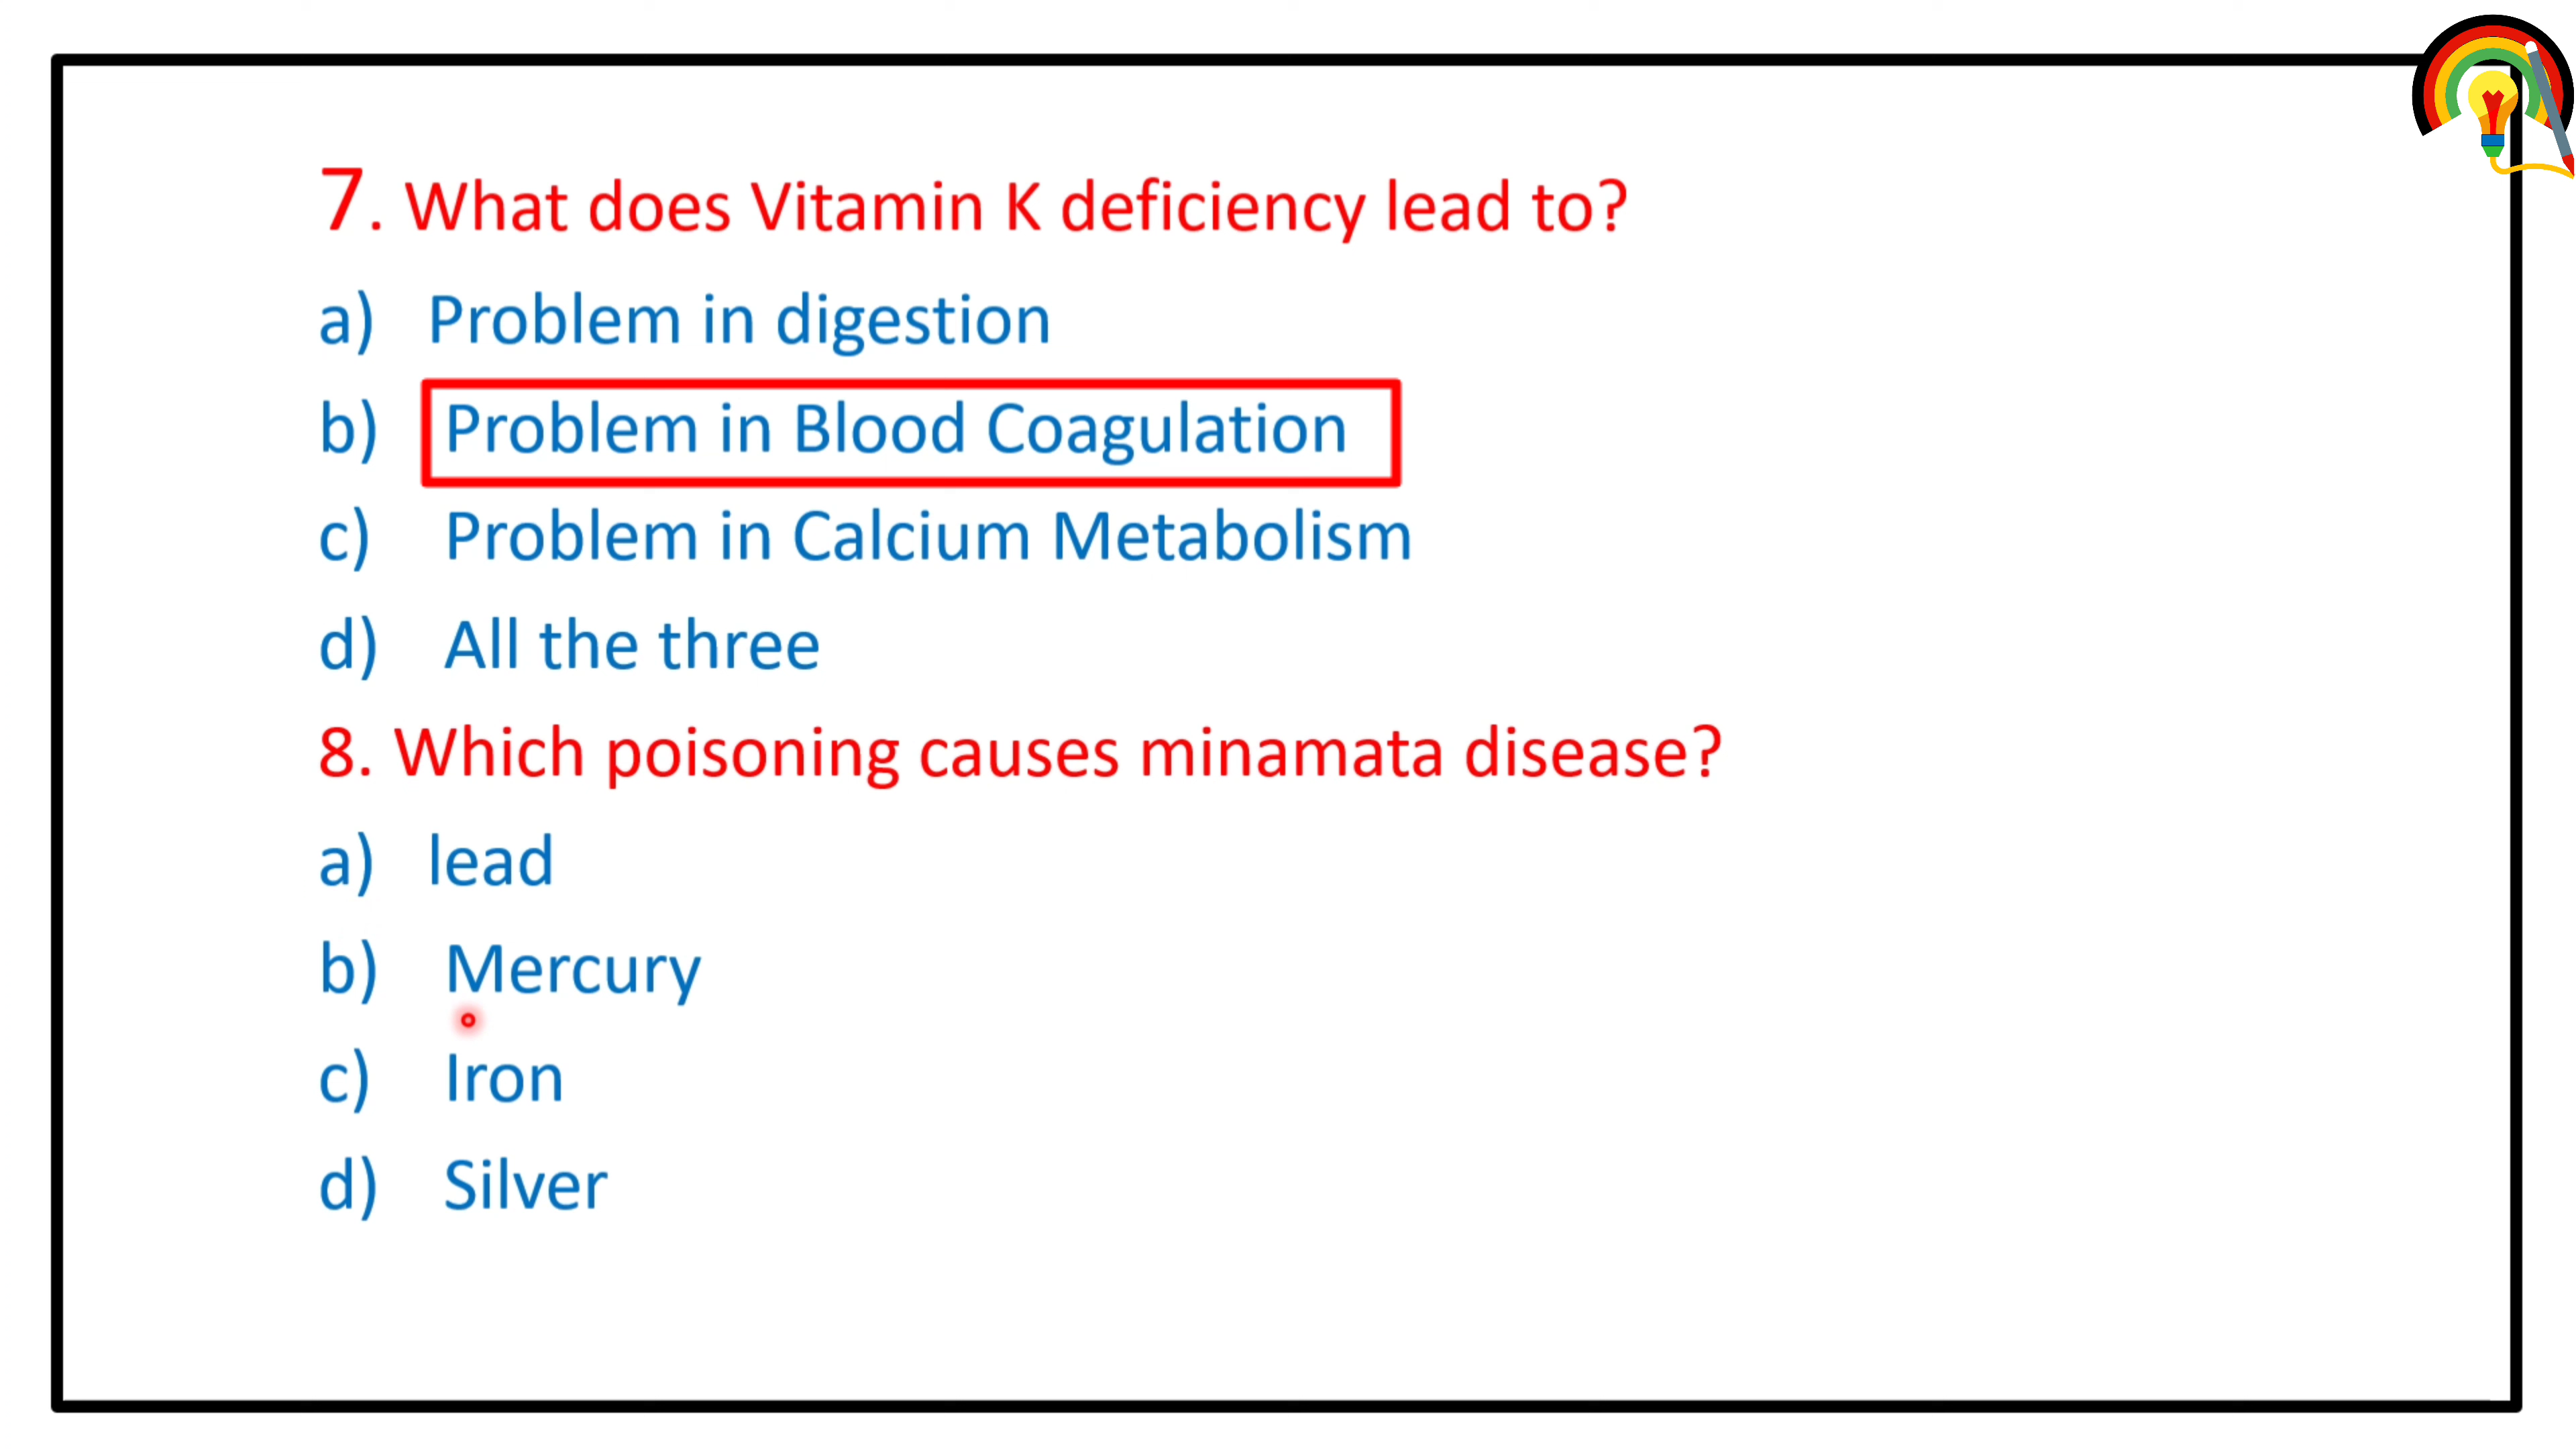 7. What does Vitamin K deficiency lead to?
a) Problem in digestion
b) Problem in Blood Coagulation
c) Problem in Calcium Metabolism
d) All the three
8. Which poisoning causes minamata disease?
a) lead
b) Mercury
c) Iron
d) Silver